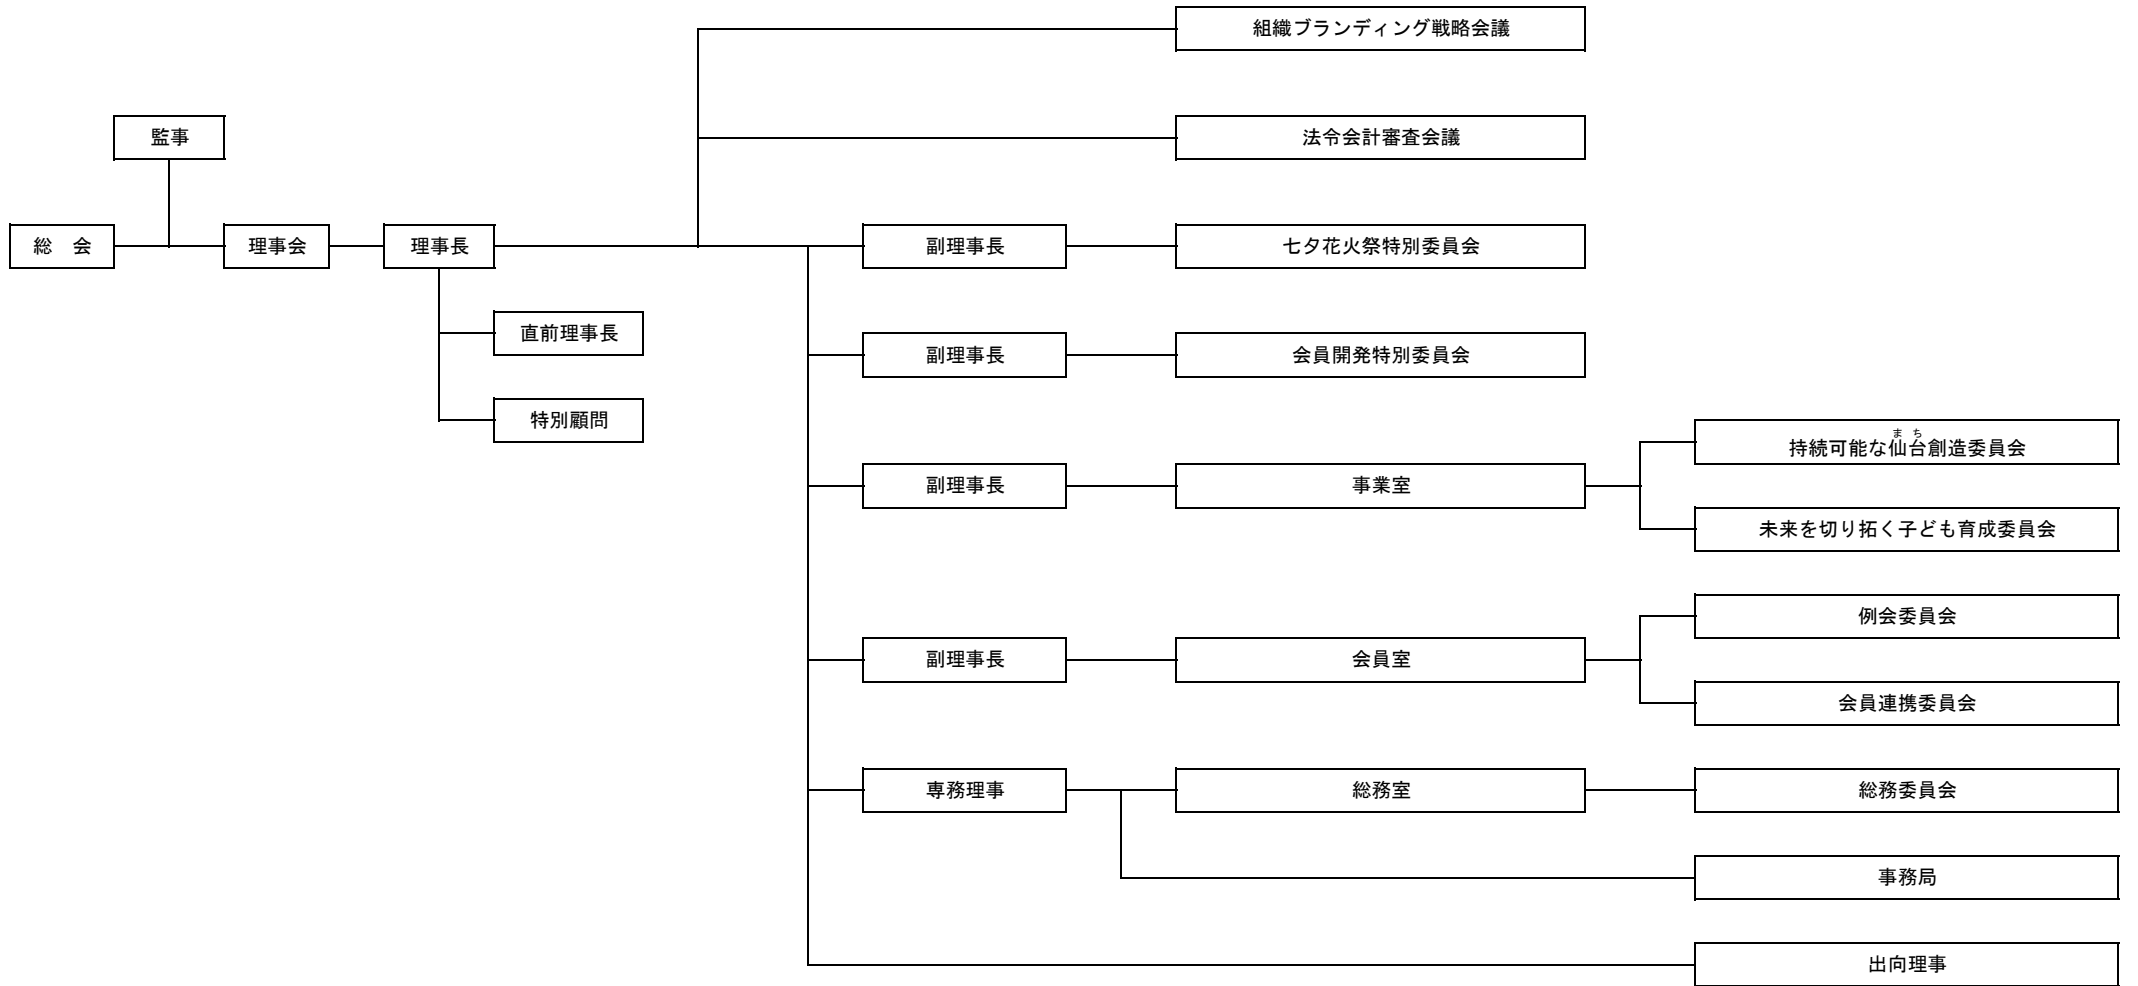 組織ブランディング戦略会議
監事
法令会計審査会議
総　会
理事会
理事長
副理事長
七夕花火祭特別委員会
直前理事長
副理事長
会員開発特別委員会
特別顧問
まち
持続可能な仙台創造委員会
副理事長
事業室
未来を切り拓く子ども育成委員会
例会委員会
副理事長
会員室
会員連携委員会
専務理事
総務室
総務委員会
事務局
出向理事